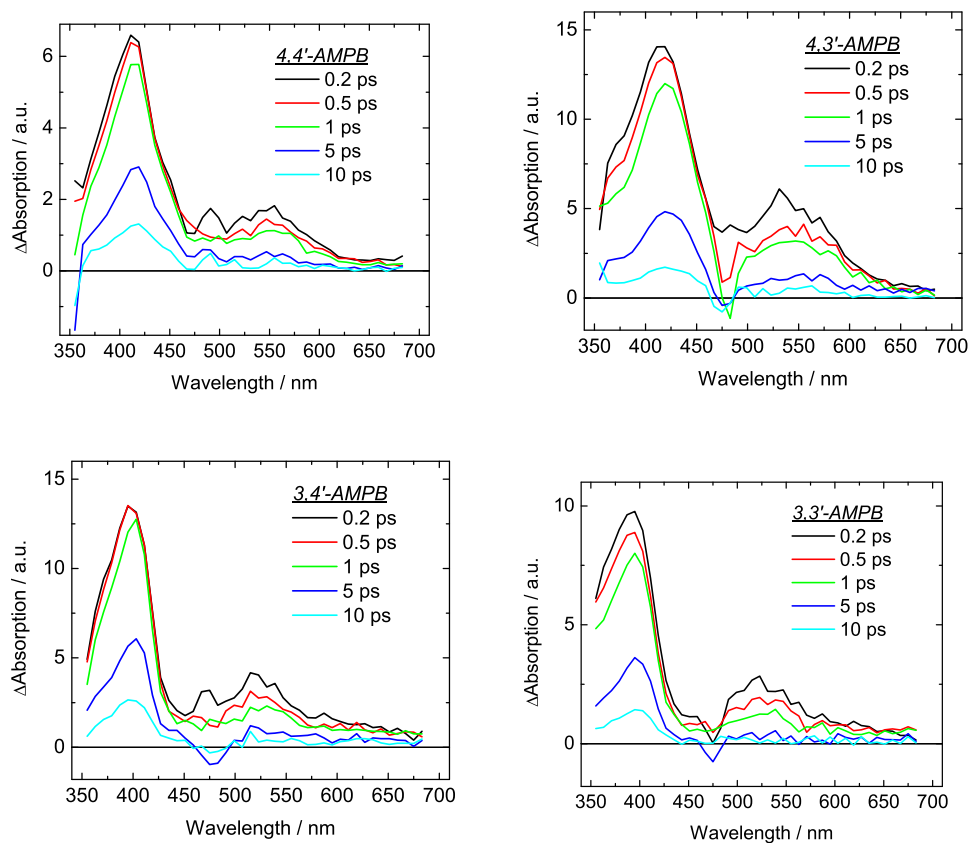 4,4'-AMPB
0.2 ps
0.5 ps
1 ps
5 ps
10 ps
6
4
2
0
ΔAbsorption / a.u.
350 400 450 500 550 600 650 700
Wavelength / nm
4,3'-AMPB
0.2 ps
0.5 ps
1 ps
5 ps
10 ps
15
10
5
0
ΔAbsorption / a.u.
350 400 450 500 550 600 650 700
Wavelength / nm
3,4'-AMPB
0.2 ps
0.5 ps
1 ps
5 ps
10 ps
15
10
5
0
ΔAbsorption / a.u.
350 400 450 500 550 600 650 700
Wavelength / nm
3,3'-AMPB
0.2 ps
0.5 ps
1 ps
5 ps
10 ps
10
5
0
ΔAbsorption / a.u.
350 400 450 500 550 600 650 700
Wavelength / nm